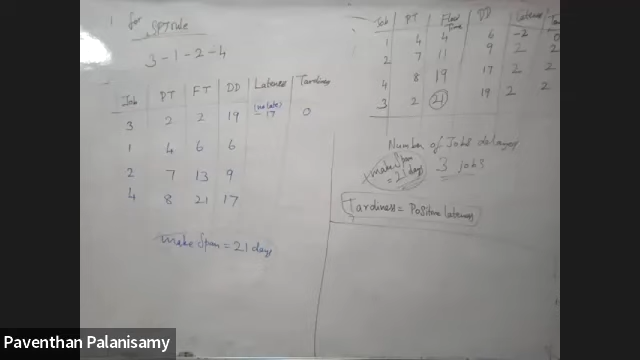 for SPT rule
3-1-2-4
Job PT FT DD Lateness Tardiness
3 2 2 19 (no late) -17 0
1 4 6 6
2 7 13 9
4 8 21 17
make span = 21 days
Job PT Flow Time DD Lateness
1 4 4 6 -2 0
2 7 11 9 2 2
4 8 19 17 2 2
3 2 21 19 2 2
Number of Jobs delayed
3 jobs
make span = 21 days
Tardiness = Positive lateness
Paventhan Palanisamy